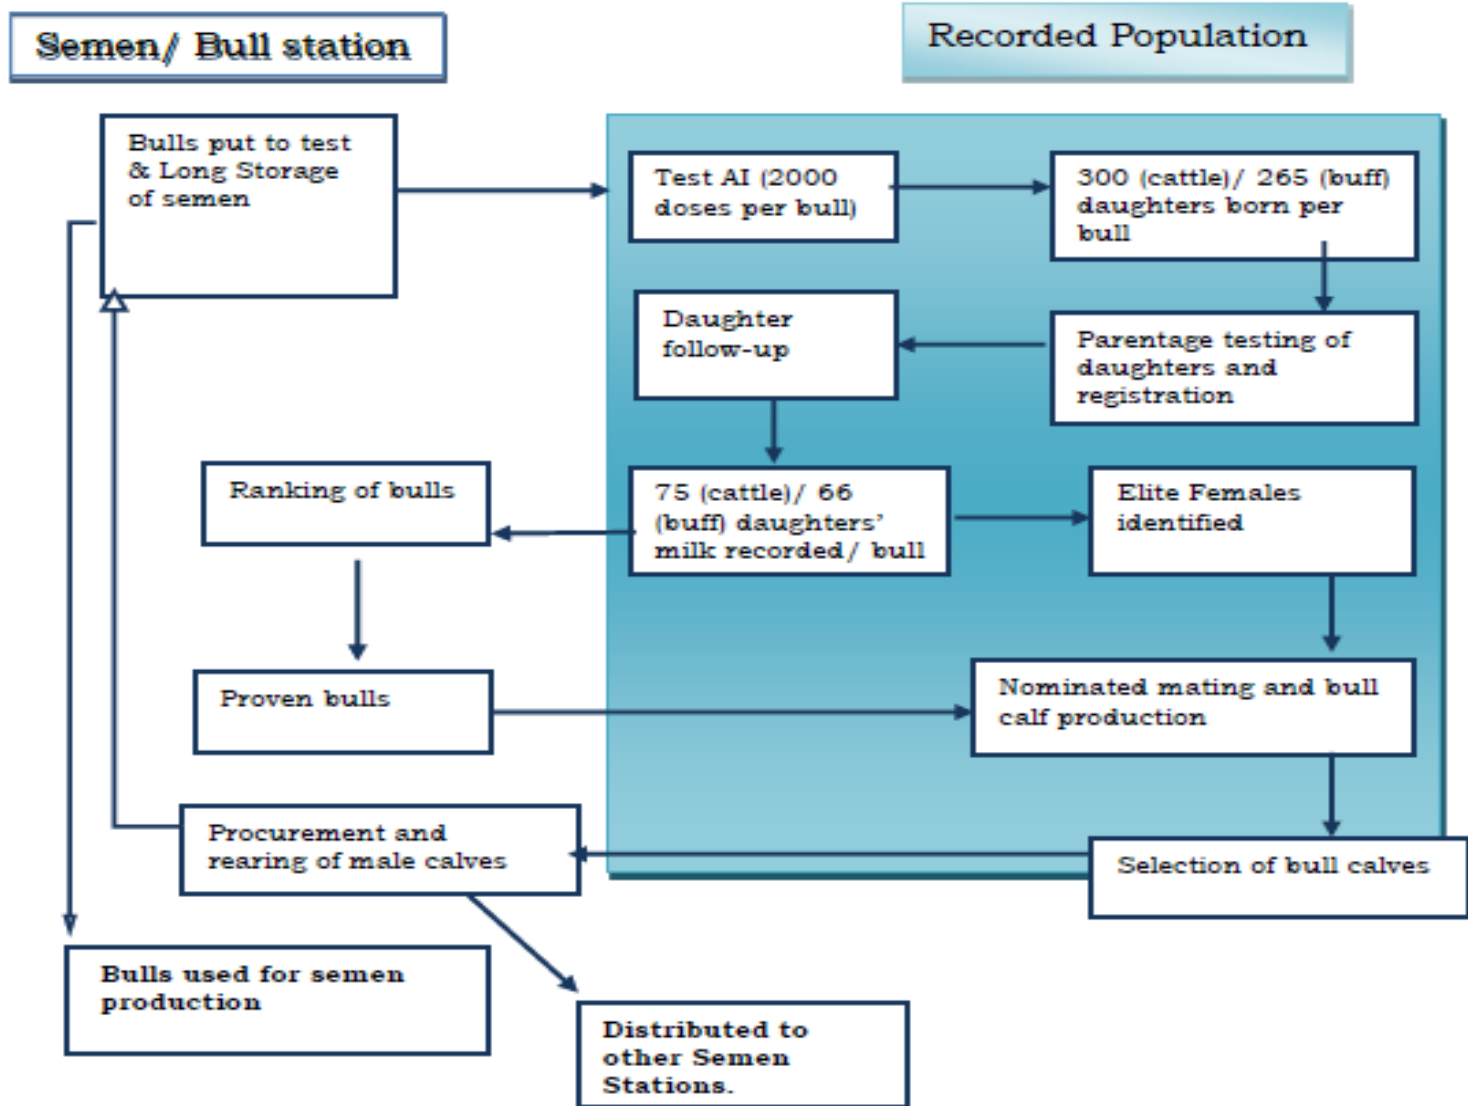 Semen/ Bull station
Recorded Population
Bulls put to test
& Long Storage
of semen
Test AI (2000
doses per bull)
300 (cattle)/ 265 (buff)
daughters born per
bull
Daughter
follow-up
Parentage testing of
daughters and
registration
Ranking of bulls
75 (cattle)/ 66
(buff) daughters’
milk recorded/ bull
Elite Females
identified
Proven bulls
Nominated mating and bull
calf production
Procurement and
rearing of male calves
Selection of bull calves
Bulls used for semen
production
Distributed to
other Semen
Stations.